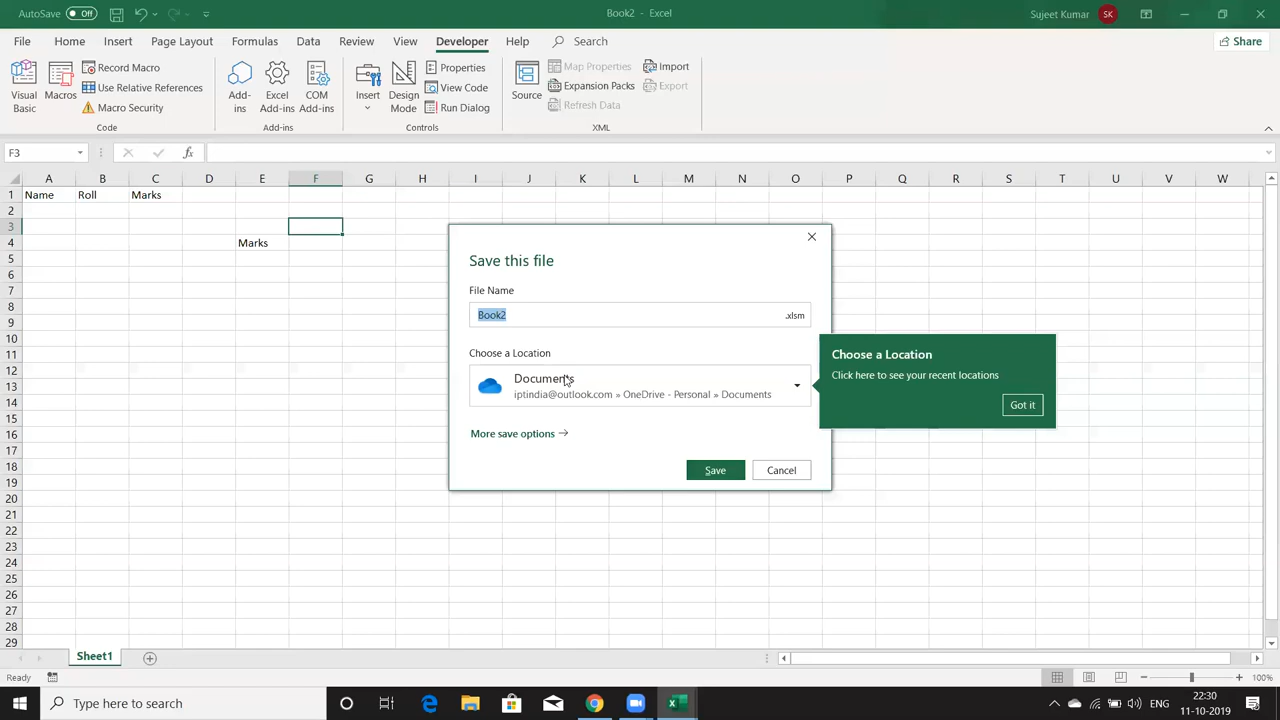 AutoSave Off
Book2 - Excel
Sujeet Kumar SK
File Home Insert Page Layout Formulas Data Review View Developer Help Search
Share
Visual Basic
Macros
Record Macro
Use Relative References
Macro Security
Code
Add-ins
Excel Add-ins
COM Add-ins
Add-ins
Insert
Design Mode
Properties
View Code
Run Dialog
Controls
Source
Map Properties
Expansion Packs
Refresh Data
Import
Export
XML
F3
fx
A B C D E F G H I J K L M N O P Q R S T U V W
1 Name Roll Marks
2
3
4 Marks
5
6
7
8
9
10
11
12
13
14
15
16
17
18
19
20
21
22
23
24
25
26
27
28
29
Save this file
File Name
Book2 .xlsm
Choose a Location
Documents
iptindia@outlook.com » OneDrive - Personal » Documents
More save options
Save Cancel
Choose a Location
Click here to see your recent locations
Got it
Sheet1
Ready
100%
Type here to search
ENG
22:30
11-10-2019